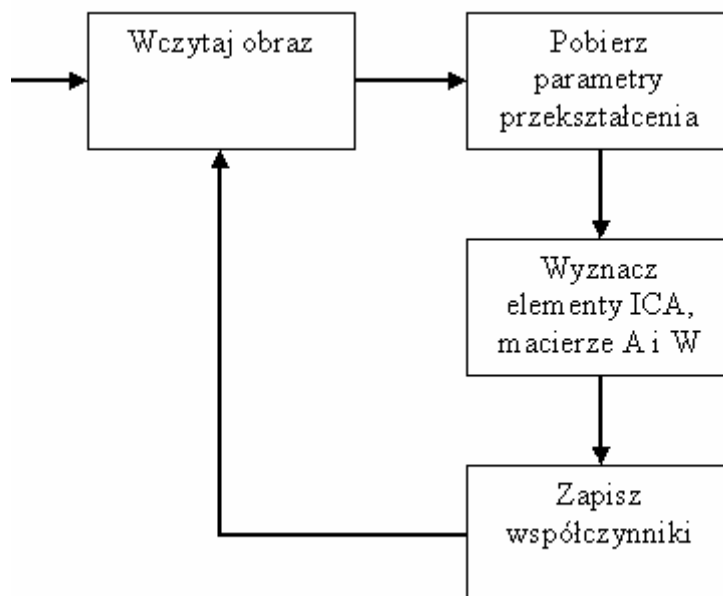 Wczytaj obraz
Pobierz
parametry
przekształcenia
Wyznacz
elementy ICA,
macierze A i W
Zapisz
współczynniki